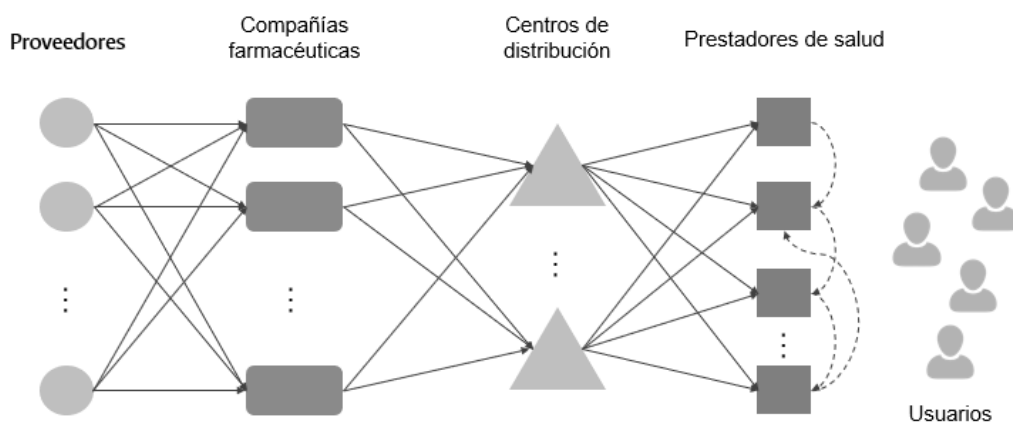 Proveedores
Compañías
farmacéuticas
Centros de
distribución
Prestadores de salud
Usuarios